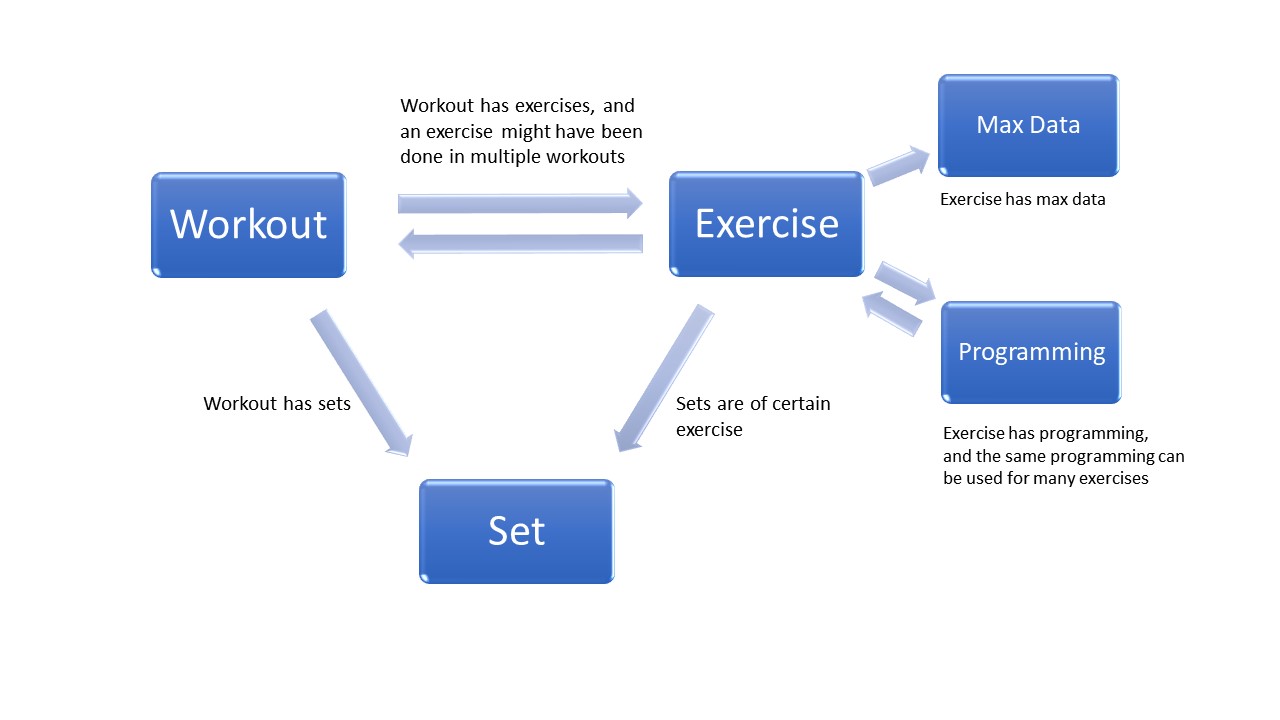 Workout has exercises, and
an exercise might have been
done in multiple workouts
Max Data
Exercise has max data
Workout
Exercise
Programming
Exercise has programming,
and the same programming can
be used for many exercises
Workout has sets
Sets are of certain
exercise
Set